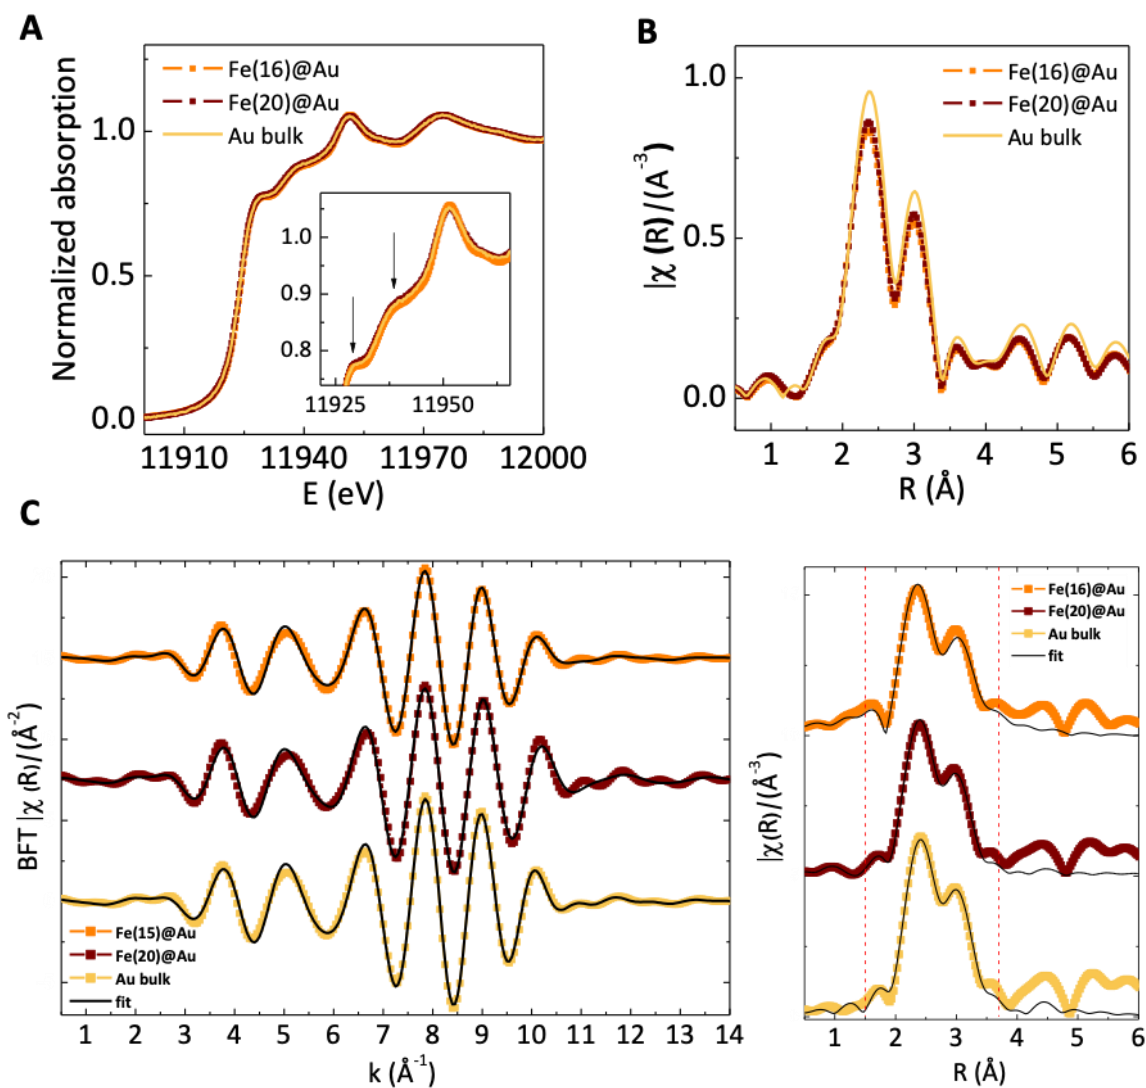 A
Fe(16)@Au
Fe(20)@Au
Au bulk
Normalized absorption
1.0
0.5
0.0
1.0
0.9
0.8
11925 11950
11910 11940 11970 12000
E (eV)
B
Fe(16)@Au
Fe(20)@Au
Au bulk
|χ (R)/(A⁻³)
1.0
0.5
0.0
1 2 3 4 5 6
R (Å)
C
BFT |χ (R)/(Å⁻²)
Fe(15)@Au
Fe(20)@Au
Au bulk
fit
1 2 3 4 5 6 7 8 9 10 11 12 13 14
k (Å⁻¹)
Fe(16)@Au
Fe(20)@Au
Au bulk
fit
|χ(R)/(Å⁻³)
1 2 3 4 5 6
R (Å)